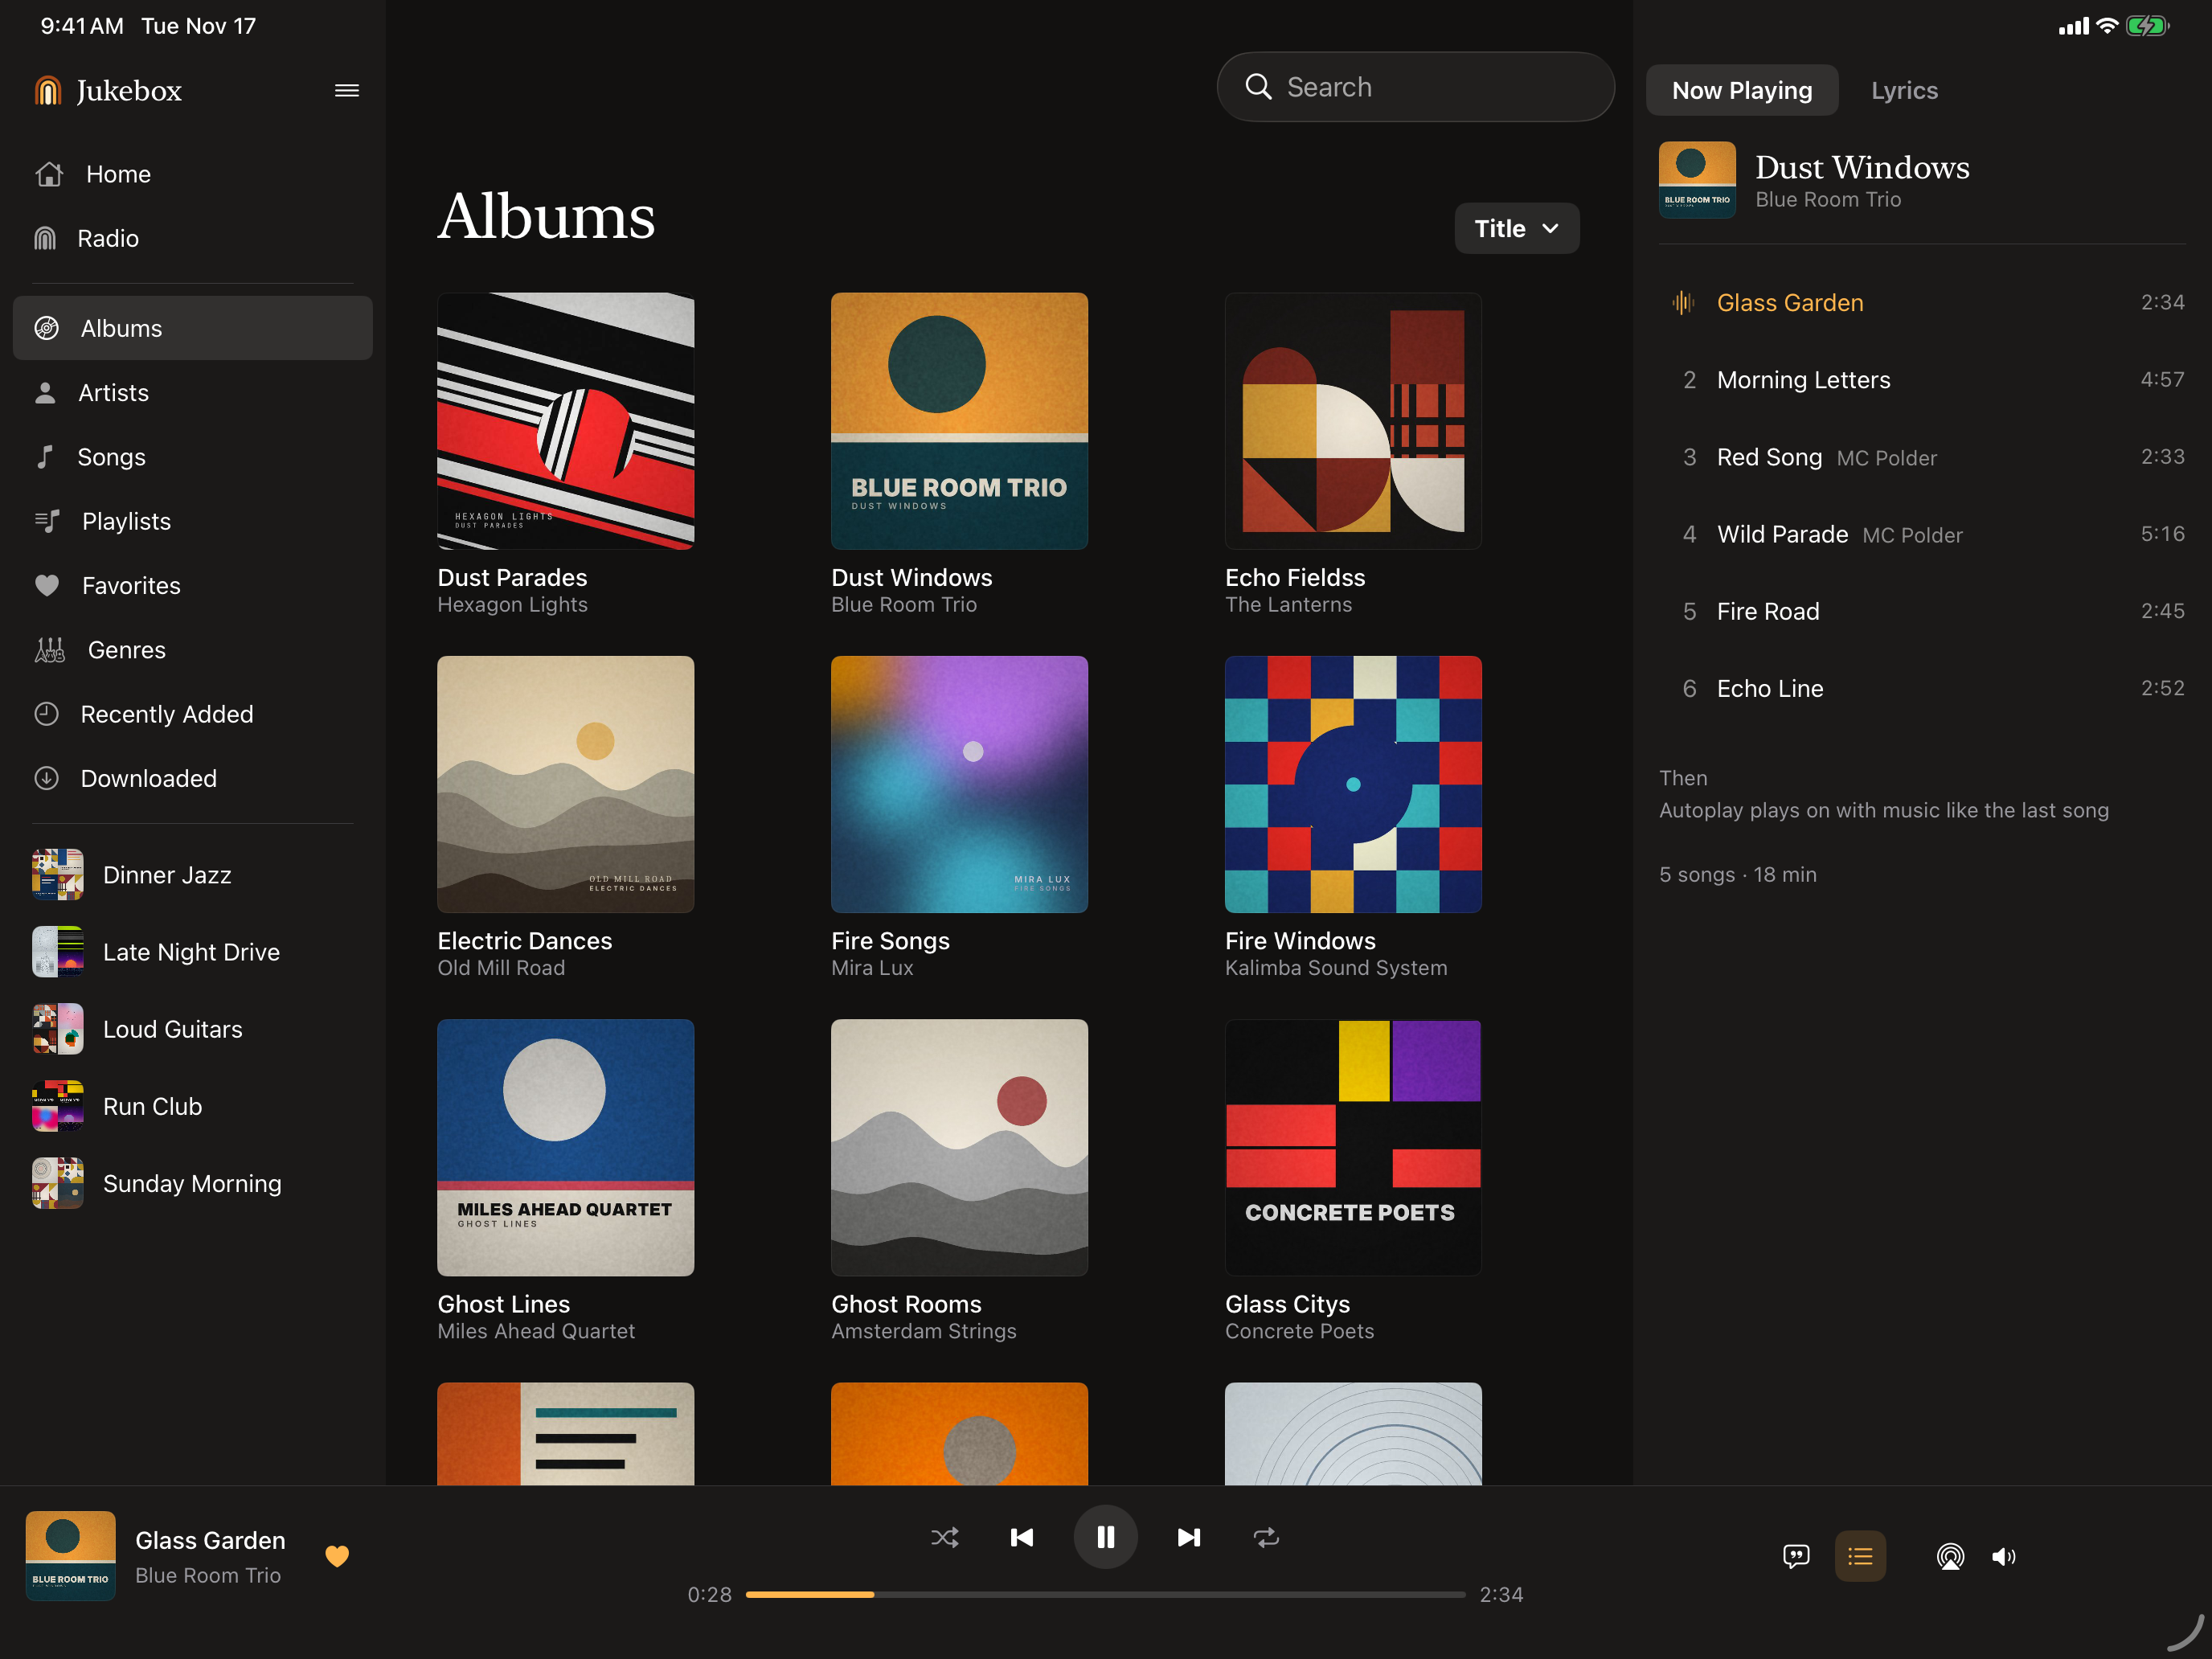 9:41 AM Tue Nov 17
Jukebox
Home
Radio
Albums
Artists
Songs
Playlists
Favorites
Genres
Recently Added
Downloaded
Dinner Jazz
Late Night Drive
Loud Guitars
Run Club
Sunday Morning
Search
Albums
Title
HEXAGON LIGHTS
DUST PARADES
Dust Parades
Hexagon Lights
BLUE ROOM TRIO
DUST WINDOWS
Dust Windows
Blue Room Trio
Echo Fieldss
The Lanterns
OLD MILL ROAD
ELECTRIC DANCES
Electric Dances
Old Mill Road
MIRA LUX
FIRE SONGS
Fire Songs
Mira Lux
Fire Windows
Kalimba Sound System
MILES AHEAD QUARTET
GHOST LINES
Ghost Lines
Miles Ahead Quartet
Ghost Rooms
Amsterdam Strings
CONCRETE POETS
Glass Citys
Concrete Poets
Now Playing Lyrics
BLUE ROOM TRIO
Dust Windows
Blue Room Trio
Glass Garden 2:34
2 Morning Letters 4:57
3 Red Song MC Polder 2:33
4 Wild Parade MC Polder 5:16
5 Fire Road 2:45
6 Echo Line 2:52
Then
Autoplay plays on with music like the last song
5 songs · 18 min
BLUE ROOM TRIO
Glass Garden
Blue Room Trio
0:28 2:34